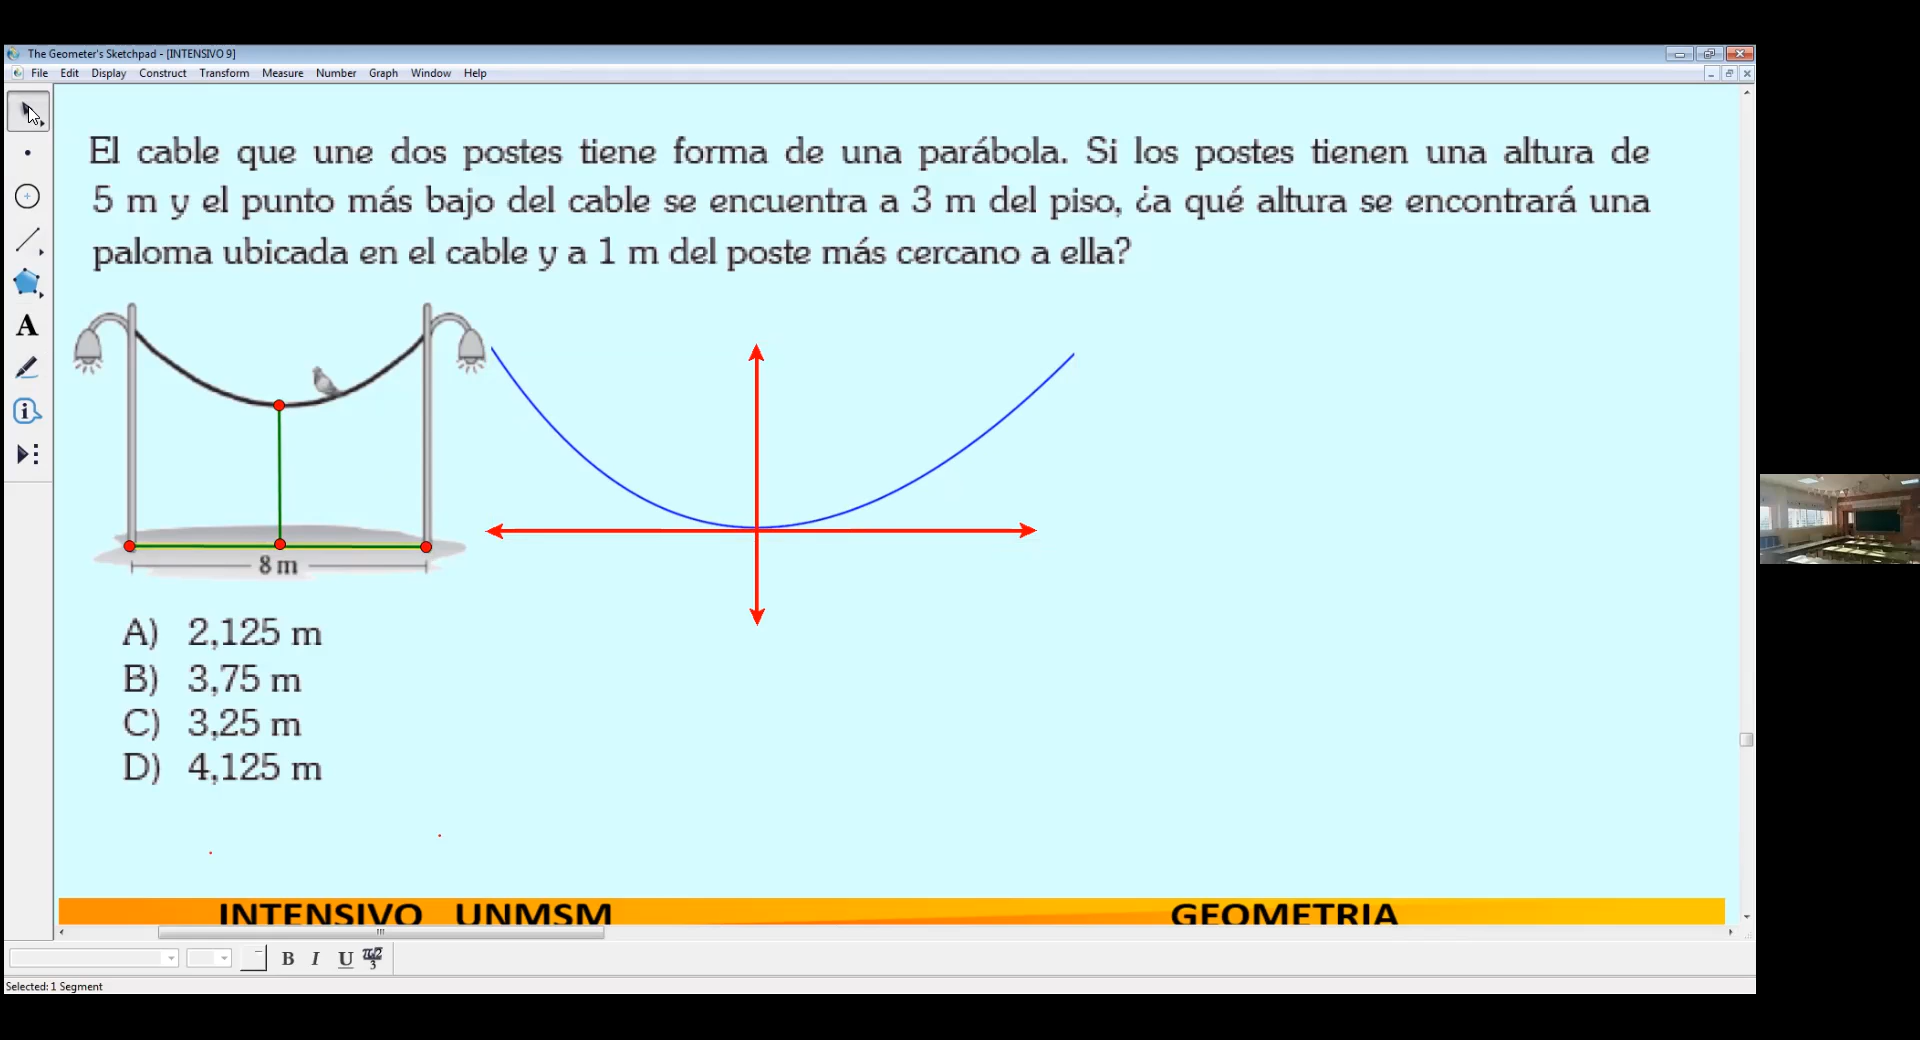 The Geometer's Sketchpad - [INTENSIVO 9]
File Edit Display Construct Transform Measure Number Graph Window Help
El cable que une dos postes tiene forma de una parábola. Si los postes tienen una altura de
5 m y el punto más bajo del cable se encuentra a 3 m del piso, ¿a qué altura se encontrará una
paloma ubicada en el cable y a 1 m del poste más cercano a ella?
8 m
A) 2,125 m
B) 3,75 m
C) 3,25 m
D) 4,125 m
INTENSIVO UNMSM GEOMETRIA
B I U π√2/3
Selected: 1 Segment